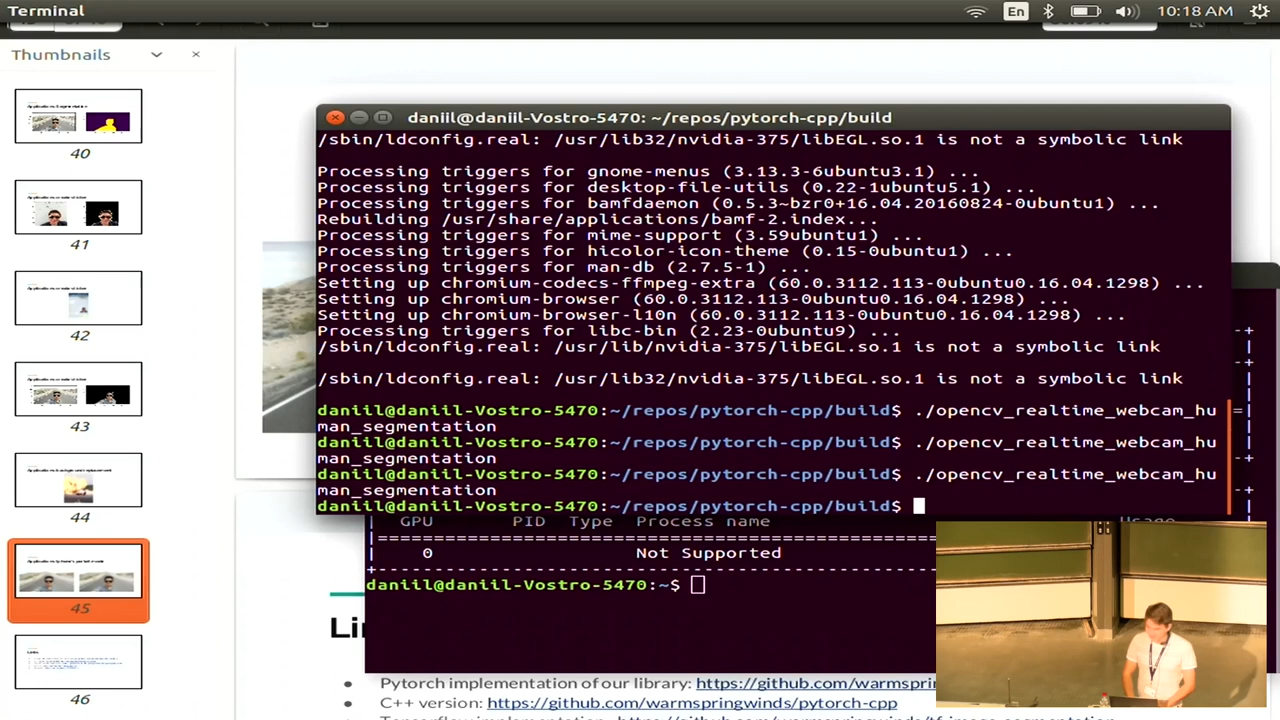 Terminal
En
10:18 AM
Thumbnails
40
41
42
43
44
45
46
daniil@daniil-Vostro-5470: ~/repos/pytorch-cpp/build
/sbin/ldconfig.real: /usr/lib32/nvidia-375/libEGL.so.1 is not a symbolic link
Processing triggers for gnome-menus (3.13.3-6ubuntu3.1) ...
Processing triggers for desktop-file-utils (0.22-1ubuntu5.1) ...
Processing triggers for bamfdaemon (0.5.3~bzr0+16.04.20160824-0ubuntu1) ...
Rebuilding /usr/share/applications/bamf-2.index...
Processing triggers for mime-support (3.59ubuntu1) ...
Processing triggers for hicolor-icon-theme (0.15-0ubuntu1) ...
Processing triggers for man-db (2.7.5-1) ...
Setting up chromium-codecs-ffmpeg-extra (60.0.3112.113-0ubuntu0.16.04.1298) ...
Setting up chromium-browser (60.0.3112.113-0ubuntu0.16.04.1298) ...
Setting up chromium-browser-l10n (60.0.3112.113-0ubuntu0.16.04.1298) ...
Processing triggers for libc-bin (2.23-0ubuntu9) ...
/sbin/ldconfig.real: /usr/lib/nvidia-375/libEGL.so.1 is not a symbolic link
/sbin/ldconfig.real: /usr/lib32/nvidia-375/libEGL.so.1 is not a symbolic link
daniil@daniil-Vostro-5470:~/repos/pytorch-cpp/build$ ./opencv_realtime_webcam_hu
man_segmentation
daniil@daniil-Vostro-5470:~/repos/pytorch-cpp/build$ ./opencv_realtime_webcam_hu
man_segmentation
daniil@daniil-Vostro-5470:~/repos/pytorch-cpp/build$ ./opencv_realtime_webcam_hu
man_segmentation
daniil@daniil-Vostro-5470:~/repos/pytorch-cpp/build$
GPU PID Type Process name Usage
0 Not Supported
daniil@daniil-Vostro-5470:~$
Li
Pytorch implementation of our library: https://github.com/warmspri
C++ version: https://github.com/warmspringwinds/pytorch-cpp
Tensorflow implementation https://github.com/warmspringwinds/tf-image-segmentation